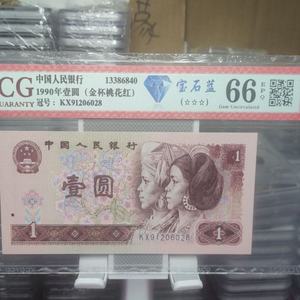 CG
UARANTY
中国人民银行 13386840
1990年壹圆（金杯桃花红）
冠号： KX91206028
宝石蓝
(☆☆☆)
66 EPQ
Gem Uncirculated
中国人民银行
壹圆
1
1
1
KX91206028